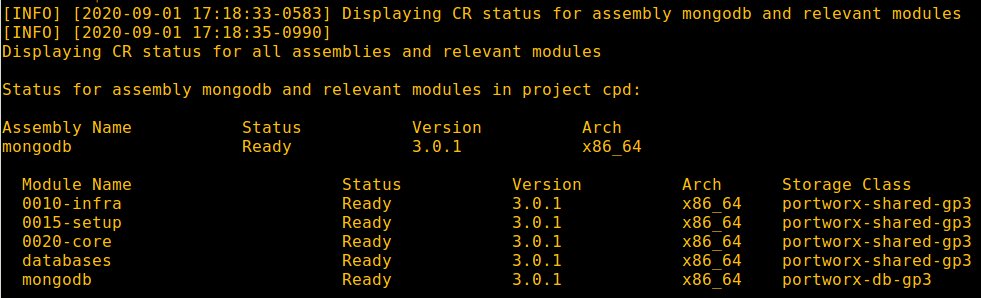 [INFO] [2020-09-01 17:18:33-0583] Displaying CR status for assembly mongodb and relevant modules
[INFO] [2020-09-01 17:18:35-0990]
Displaying CR status for all assemblies and relevant modules
Status for assembly mongodb and relevant modules in project cpd:
Assembly Name Status Version Arch
mongodb Ready 3.0.1 x86_64
Module Name Status Version Arch Storage Class
0010-infra Ready 3.0.1 x86_64 portworx-shared-gp3
0015-setup Ready 3.0.1 x86_64 portworx-shared-gp3
0020-core Ready 3.0.1 x86_64 portworx-shared-gp3
databases Ready 3.0.1 x86_64 portworx-shared-gp3
mongodb Ready 3.0.1 x86_64 portworx-db-gp3